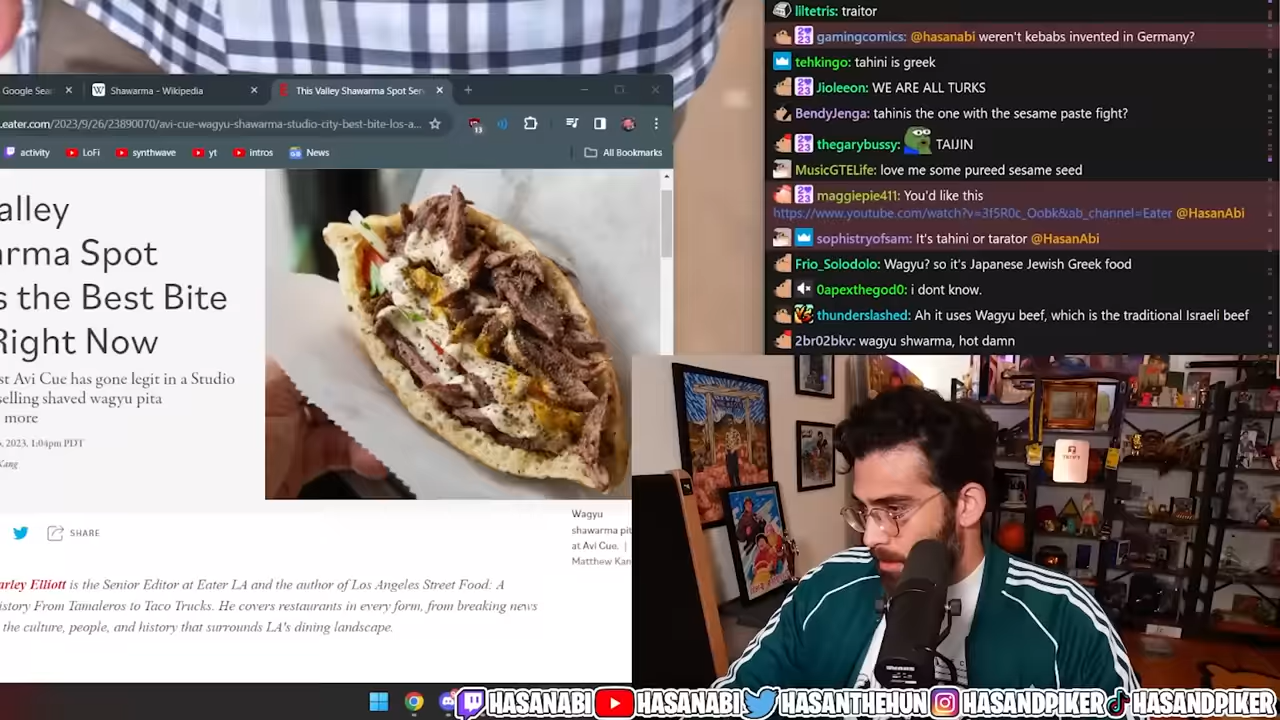 Google Sear
Shawarma - Wikipedia
This Valley Shawarma Spot Ser
.eater.com/2023/9/26/23890070/avi-cue-wagyu-shawarma-studio-city-best-bite-los-a...
13
activity
LoFi
synthwave
yt
intros
News
All Bookmarks
alley
arma Spot
s the Best Bite
Right Now
st Avi Cue has gone legit in a Studio
selling shaved wagyu pita
more
, 2023, 1:04pm PDT
Kang
SHARE
Wagyu
shawarma pit
at Avi Cue. |
Matthew Kan
arley Elliott is the Senior Editor at Eater LA and the author of Los Angeles Street Food: A
istory From Tamaleros to Taco Trucks. He covers restaurants in every form, from breaking news
the culture, people, and history that surrounds LA's dining landscape.
liltetris: traitor
gamingcomics: @hasanabi weren't kebabs invented in Germany?
tehkingo: tahini is greek
Jioleeon: WE ARE ALL TURKS
BendyJenga: tahinis the one with the sesame paste fight?
thegarybussy: TAIJIN
MusicGTELife: love me some pureed sesame seed
maggiepie411: You'd like this
https://www.youtube.com/watch?v=3f5R0c_Oobk&ab_channel=Eater @HasanAbi
sophistryofsam: It's tahini or tarator @HasanAbi
Frio_Solodolo: Wagyu? so it's Japanese Jewish Greek food
0apexthegod0: i dont know.
thunderslashed: Ah it uses Wagyu beef, which is the traditional Israeli beef
2br02bkv: wagyu shwarma, hot damn
HASANABI HASANABI HASANTHEHUN HASANDPIKER HASANDPIKER